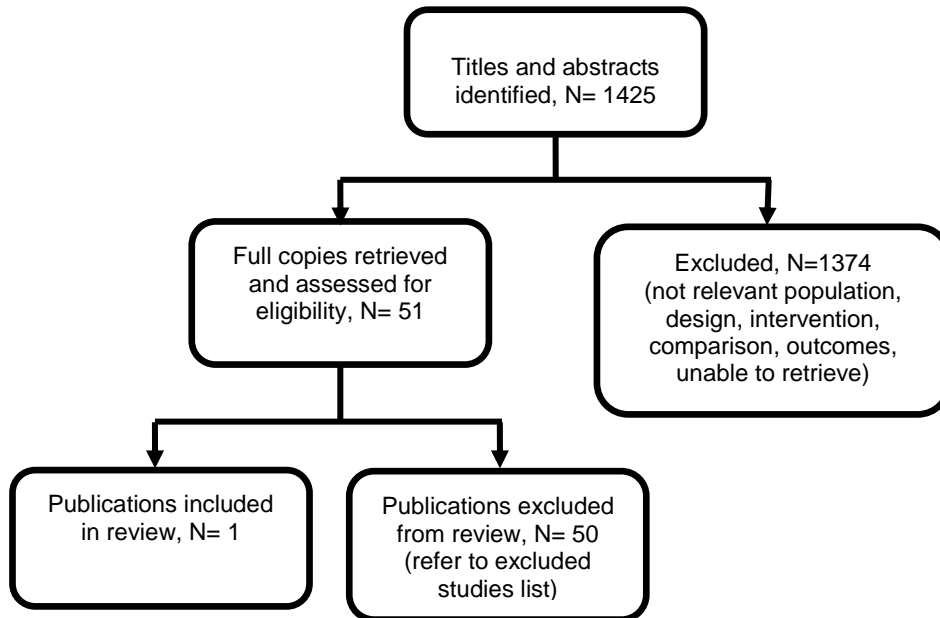 Titles and abstracts
identified, N= 1425
Full copies retrieved
and assessed for
eligibility, N= 51
Excluded, N=1374
(not relevant population,
design, intervention,
comparison, outcomes,
unable to retrieve)
Publications included
in review, N= 1
Publications excluded
from review, N= 50
(refer to excluded
studies list)